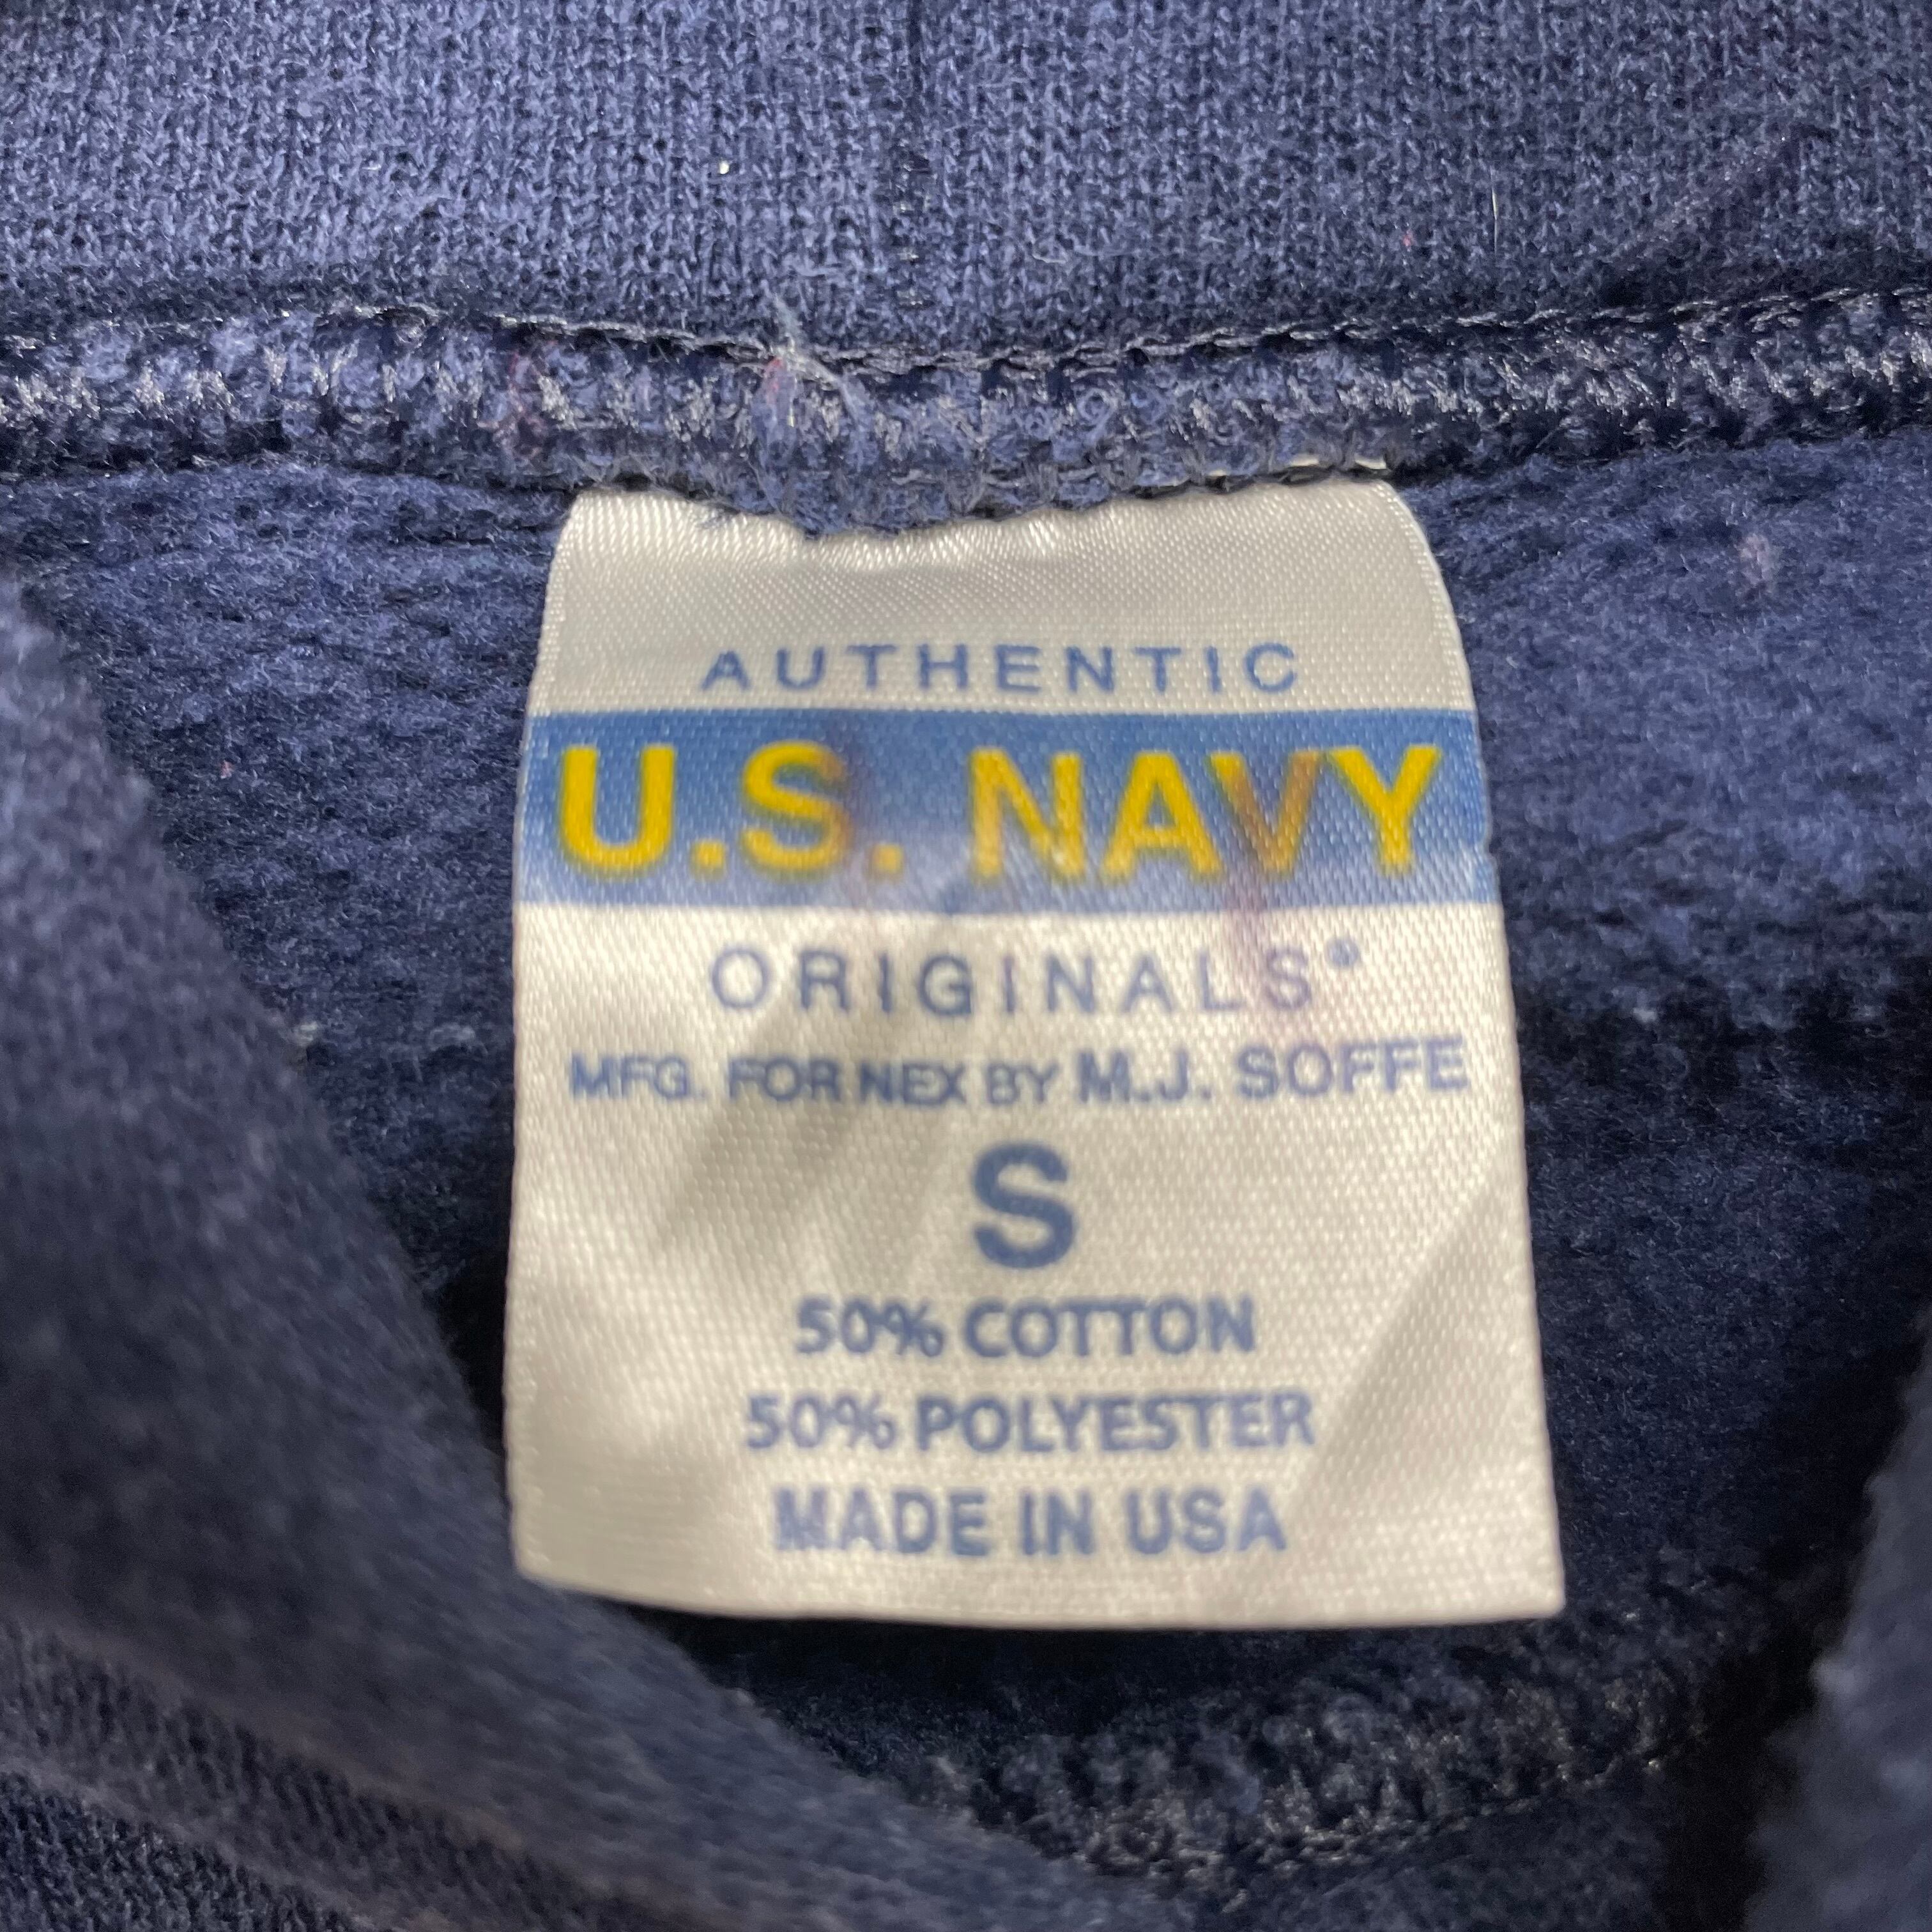 AUTHENTIC
U.S. NAVY
ORIGINALS®
MFG. FOR NEX BY M.J. SOFFE
S
50% COTTON
50% POLYESTER
MADE IN USA